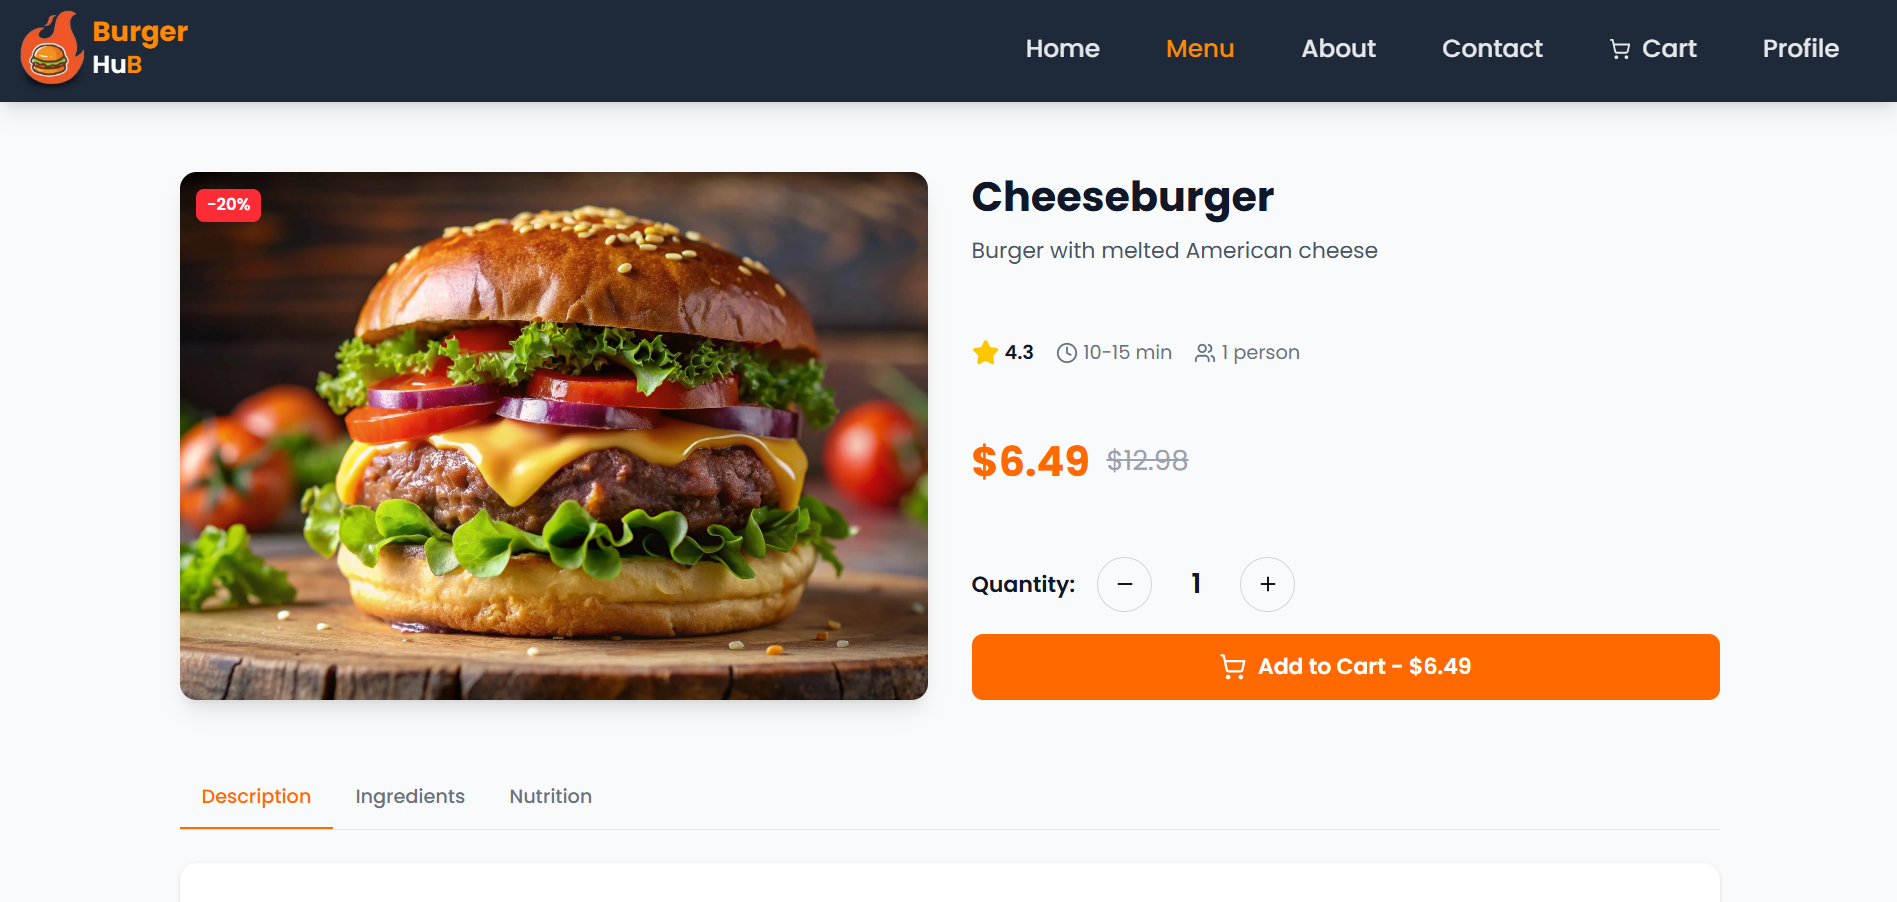 Burger
HuB
Home Menu About Contact Cart Profile
-20%
Cheeseburger
Burger with melted American cheese
4.3 10-15 min 1 person
$6.49 $12.98
Quantity: − 1 +
Add to Cart - $6.49
Description Ingredients Nutrition